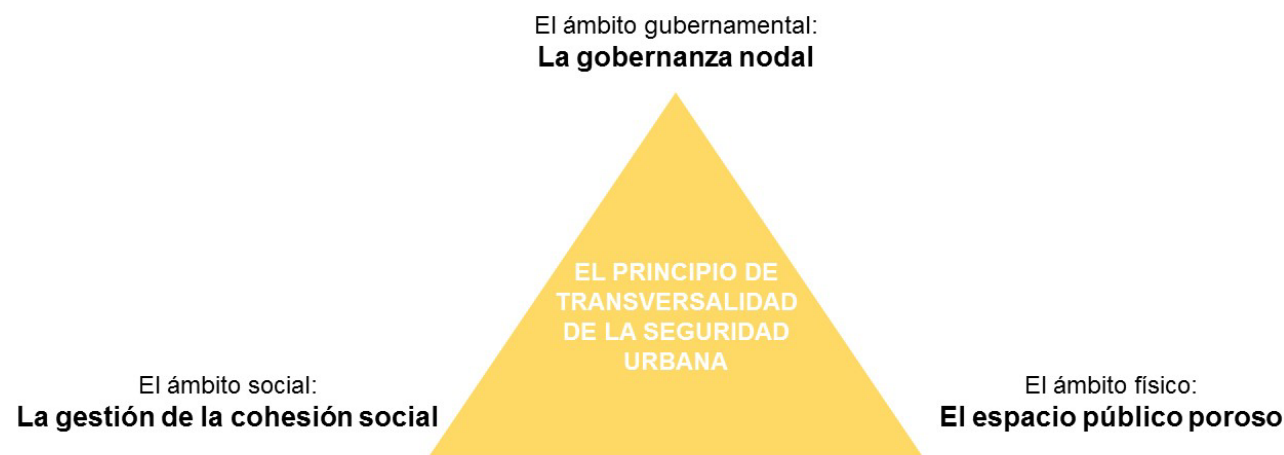 El ámbito gubernamental:
La gobernanza nodal
EL PRINCIPIO DE
TRANSVERSALIDAD
DE LA SEGURIDAD
URBANA
El ámbito social:
La gestión de la cohesión social
El ámbito físico:
El espacio público poroso